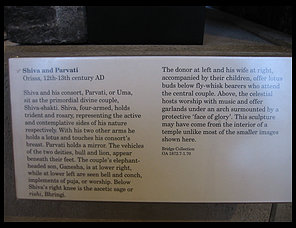 Shiva and Parvati
Orissa, 12th-13th century AD
Shiva and his consort, Parvati, or Uma,
sit as the primordial divine couple,
Shiva-shakti. Shiva, four-armed, holds
trident and rosary, representing the active
and contemplative sides of his nature
respectively. With his two other arms he
holds a lotus and touches his consort's
breast. Parvati holds a mirror. The vehicles
of the two deities, bull and lion, appear
beneath their feet. The couple's elephant-
headed son, Ganesha, is at lower right,
while at lower left are seen bell and conch,
implements of puja, or worship. Below
Shiva's right knee is the ascetic sage or
rishi, Bhringi.
The donor at left and his wife at right,
accompanied by their children, offer lotus
buds below fly-whisk bearers who attend
the central couple. Above, the celestial
hosts worship with music and offer
garlands under an arch surmounted by a
protective 'face of glory'. This sculpture
may have come from the interior of a
temple unlike most of the smaller images
shown here.
Bridge Collection
OA 1872.7-1.70